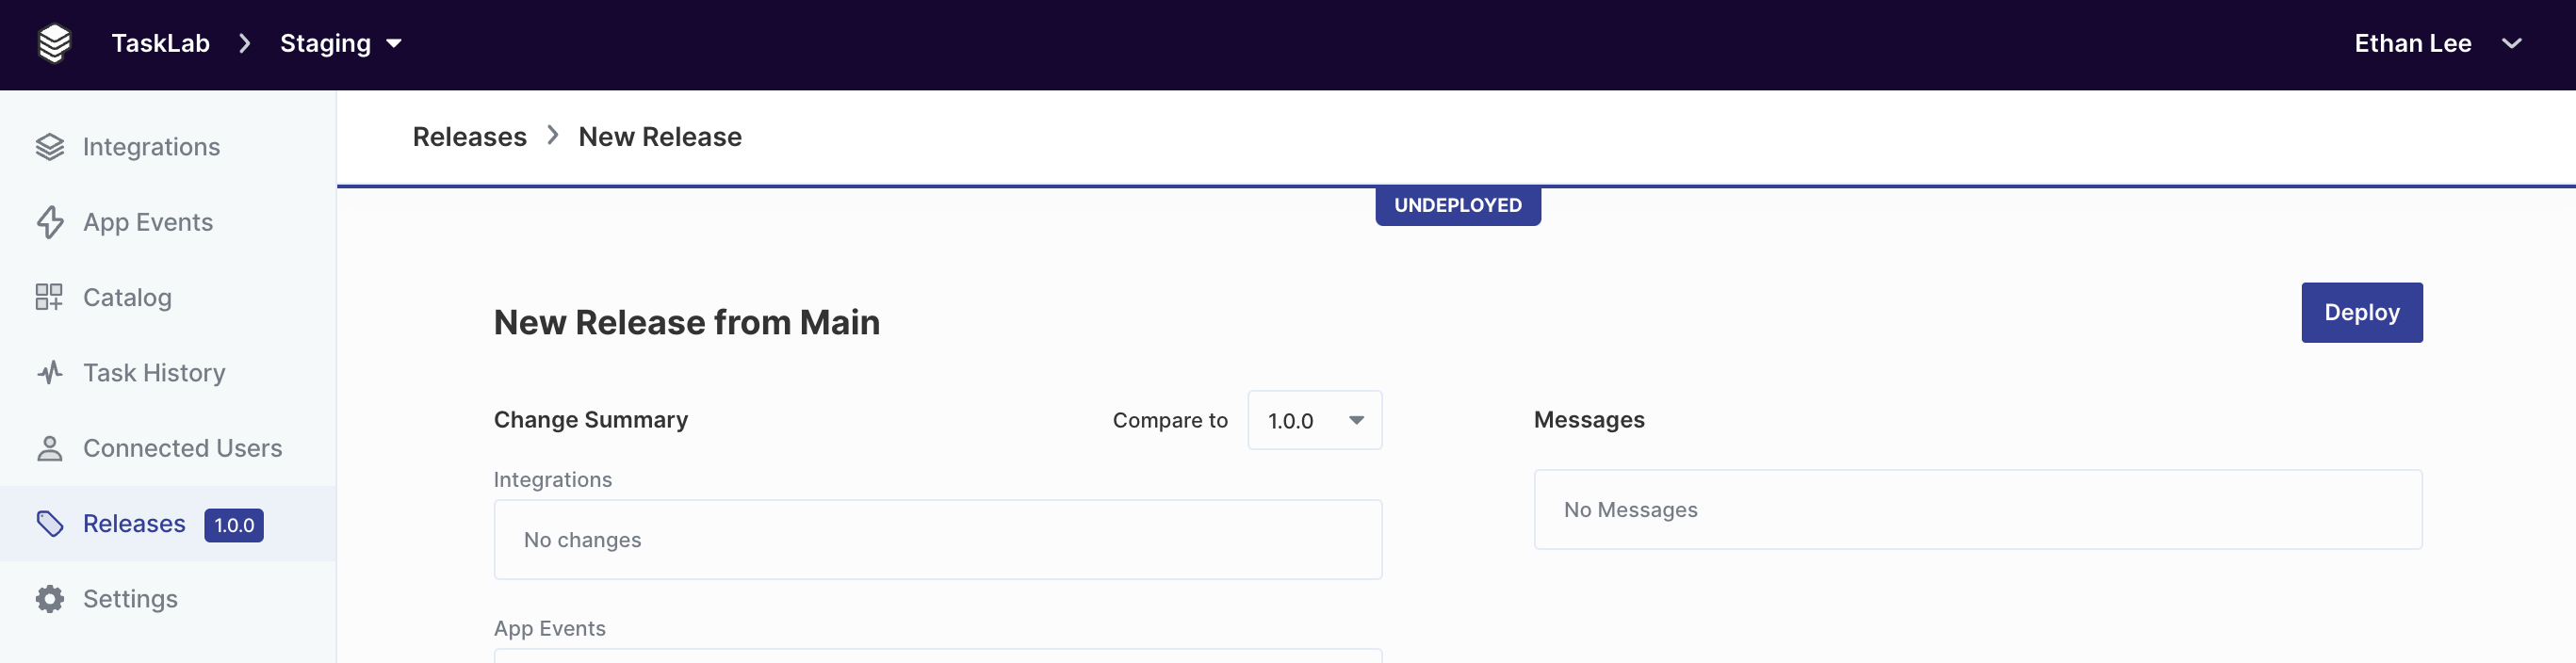 TaskLab
Staging
Ethan Lee
Integrations
App Events
Catalog
Task History
Connected Users
Releases 1.0.0
Settings
Releases > New Release
UNDEPLOYED
New Release from Main
Deploy
Change Summary
Compare to 1.0.0
Integrations
No changes
App Events
Messages
No Messages